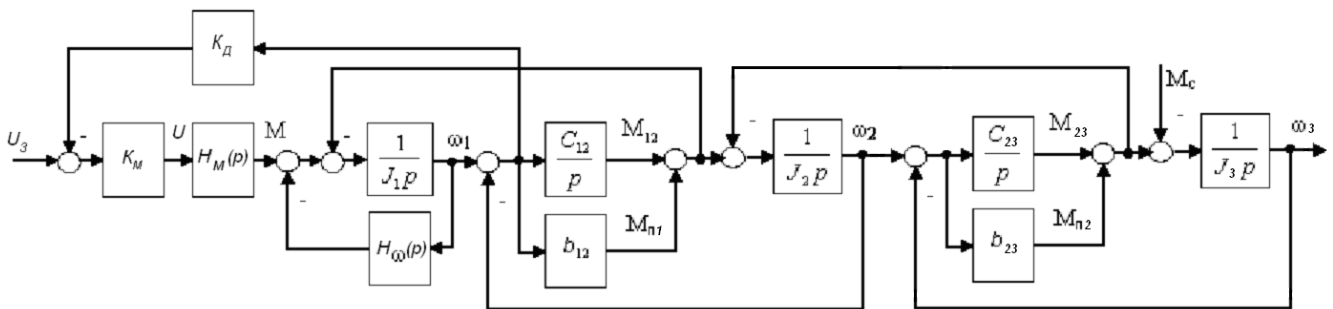 K_Д
U_З
-
K_М
U
H_М(p)
M
-
-
1
J_1 p
ω_1
H_ω(p)
-
C_12
p
M_12
b_12
M_п1
-
1
J_2 p
ω_2
-
C_23
p
M_23
b_23
M_п2
M_с
-
1
J_3 p
ω_3